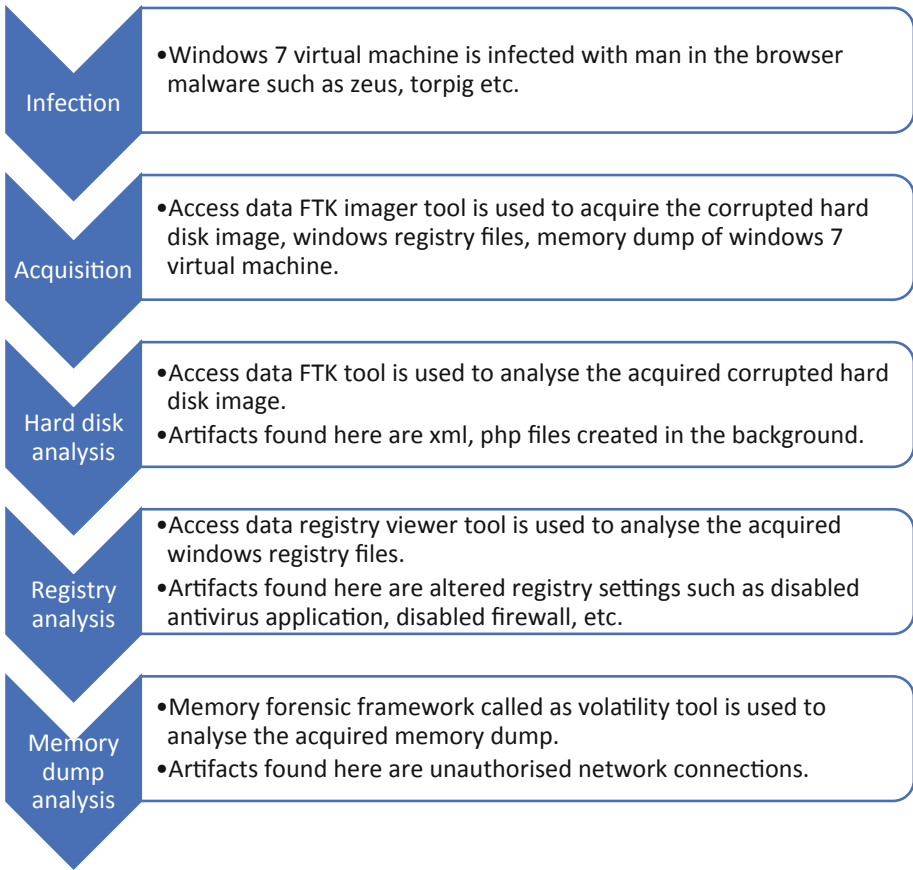 Infection
•Windows 7 virtual machine is infected with man in the browser
malware such as zeus, torpig etc.
Acquisition
•Access data FTK imager tool is used to acquire the corrupted hard
disk image, windows registry files, memory dump of windows 7
virtual machine.
Hard disk
analysis
•Access data FTK tool is used to analyse the acquired corrupted hard
disk image.
•Artifacts found here are xml, php files created in the background.
Registry
analysis
•Access data registry viewer tool is used to analyse the acquired
windows registry files.
•Artifacts found here are altered registry settings such as disabled
antivirus application, disabled firewall, etc.
Memory
dump
analysis
•Memory forensic framework called as volatility tool is used to
analyse the acquired memory dump.
•Artifacts found here are unauthorised network connections.